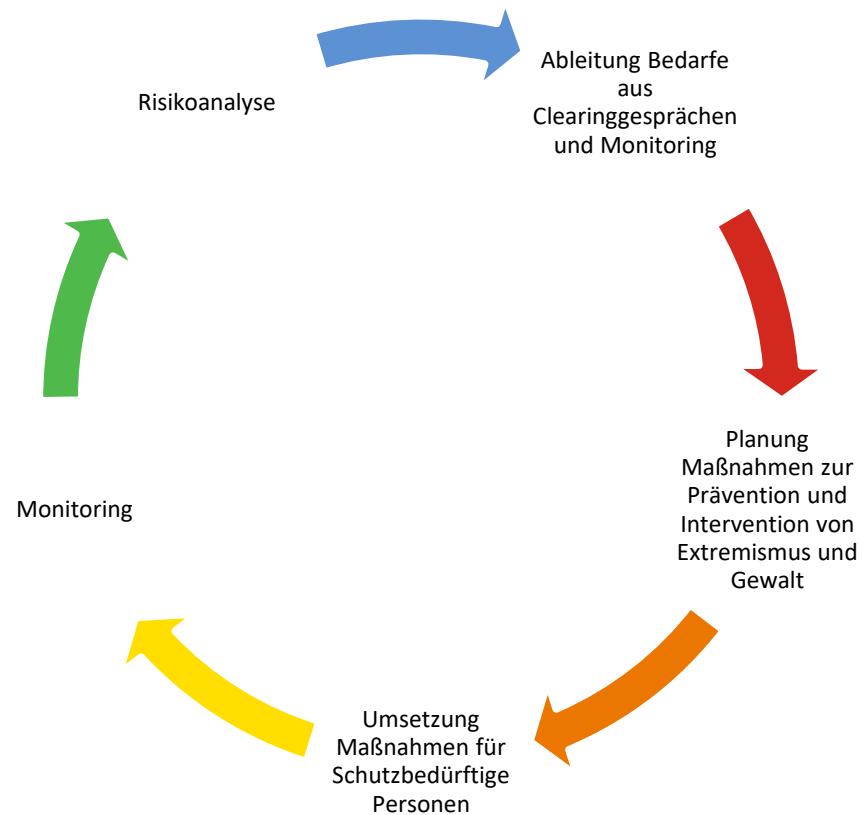 Risikoanalyse
Ableitung Bedarfe
aus
Clearinggesprächen
und Monitoring
Planung
Maßnahmen zur
Prävention und
Intervention von
Extremismus und
Gewalt
Umsetzung
Maßnahmen für
Schutzbedürftige
Personen
Monitoring